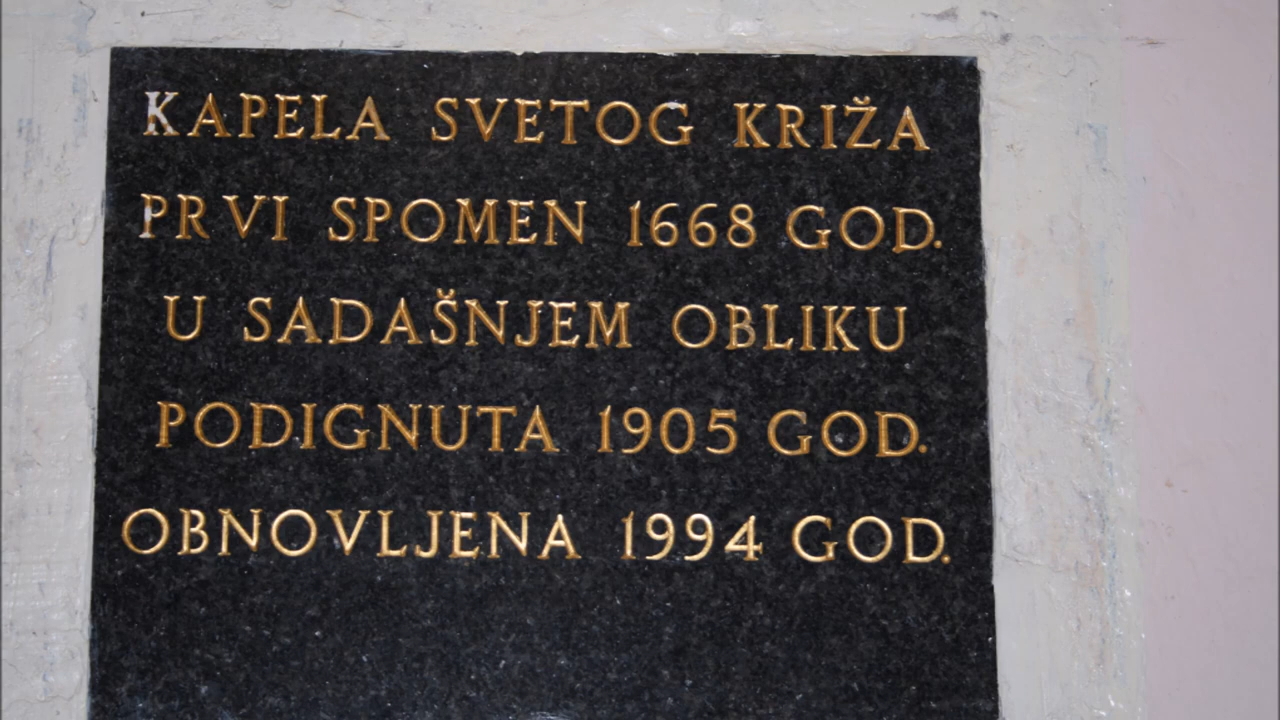 KAPELA SVETOG KRIŽA
PRVI SPOMEN 1668 GOD.
U SADAŠNJEM OBLIKU
PODIGNUTA 1905 GOD.
OBNOVLJENA 1994 GOD.